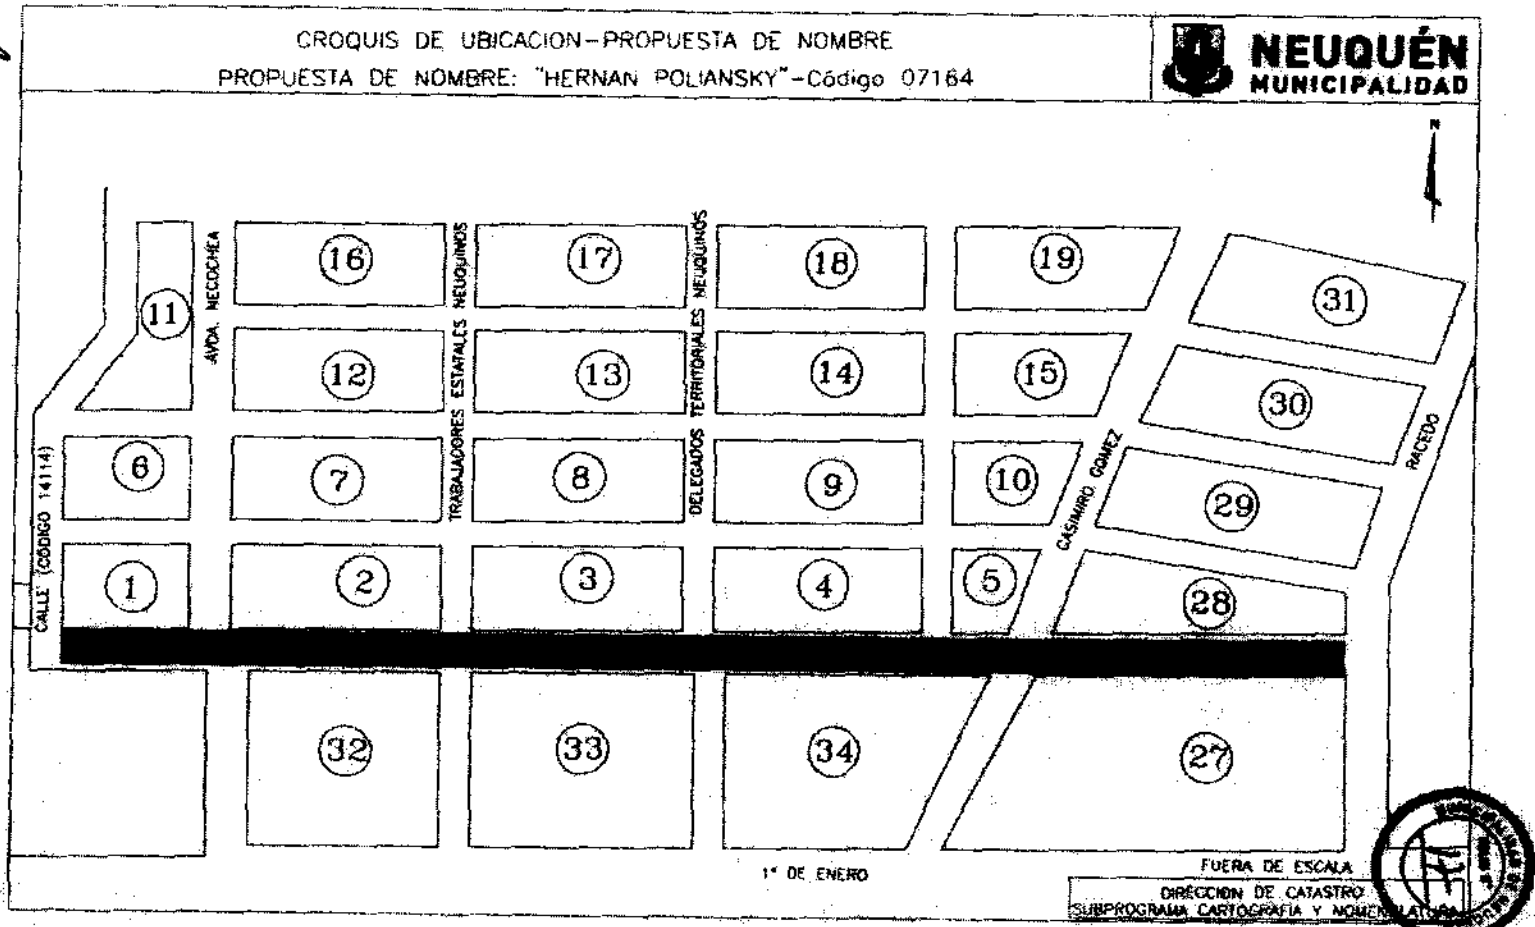 CROQUIS DE UBICACION-PROPUESTA DE NOMBRE
PROPUESTA DE NOMBRE: "HERNAN POLIANSKY"-Código 07164
NEUQUÉN
MUNICIPALIDAD
N
11
AVDA. NECOCHEA
16
TRABAJADORES ESTATALES NEUQUINOS
17
DELEGADOS TERRITORIALES NEUQUINOS
18
19
31
12
13
14
15
30
RACEDO
CALLE (CÓDIGO 14114)
6
7
8
9
10
CASIMIRO GOMEZ
29
1
2
3
4
5
28
32
33
34
27
1° DE ENERO
FUERA DE ESCALA
DIRECCION DE CATASTRO
SUBPROGRAMA CARTOGRAFIA Y NOMENCLATURA